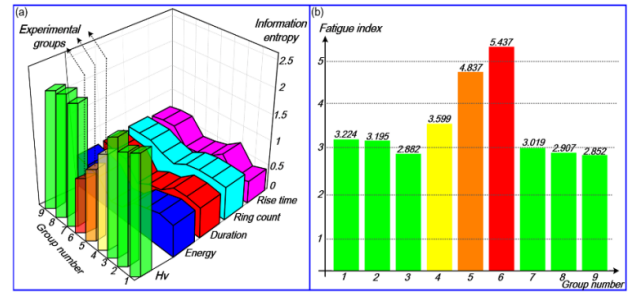 (a)
Experimental
groups
Information
entropy
2.5
2
1.5
1
0.5
0
Rise time
Ring count
Duration
Energy
Hv
9
8
7
6
5
4
3
2
1
Group number
(b)
Fatigue index
5
4
3
2
1
3.224
3.195
2.882
3.599
4.837
5.437
3.019
2.907
2.852
1 2 3 4 5 6 7 8 9
Group number